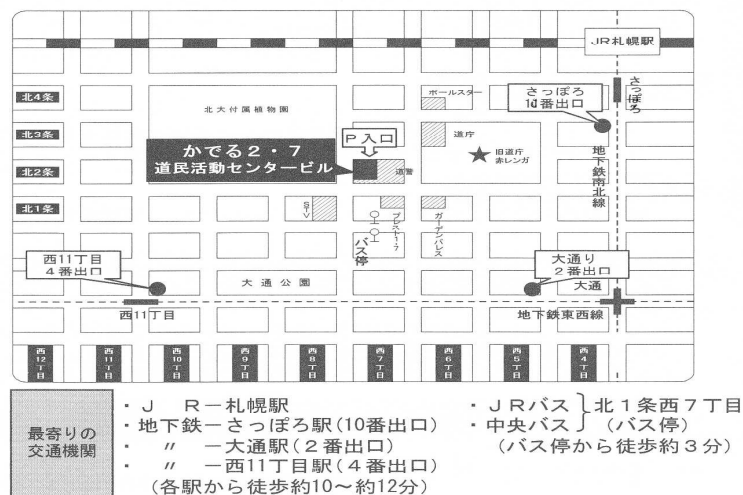 JR札幌駅
さっぽろ
北4条
北大付属植物園
ポールスター
さっぽろ
10番出口
北3条
P入口
道庁
かでる2・7
道民活動センタービル
旧道庁
赤レンガ
地下鉄南北線
北2条
道警
北1条
STV
プレスト1・7
ガーデンパレス
バス停
西11丁目
4番出口
大通公園
大通り
2番出口
大通
西11丁目
地下鉄東西線
西12丁目
西11丁目
西10丁目
西9丁目
西8丁目
西7丁目
西6丁目
西5丁目
西4丁目
最寄りの
交通機関
・J R－札幌駅
・地下鉄－さっぽろ駅(10番出口)
・ 〃 －大通駅(2番出口)
・ 〃 －西11丁目駅(4番出口)
(各駅から徒歩約10～約12分)
・JRバス}北1条西7丁目
・中央バス (バス停)
(バス停から徒歩約3分)